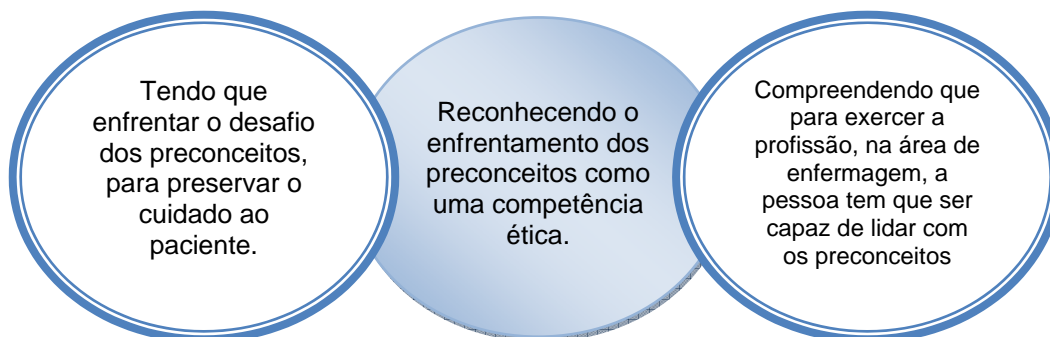 Tendo que
enfrentar o desafio
dos preconceitos,
para preservar o
cuidado ao
paciente.
Reconhecendo o
enfrentamento dos
preconceitos como
uma competência
ética.
Compreendendo que
para exercer a
profissão, na área de
enfermagem, a
pessoa tem que ser
capaz de lidar com
os preconceitos